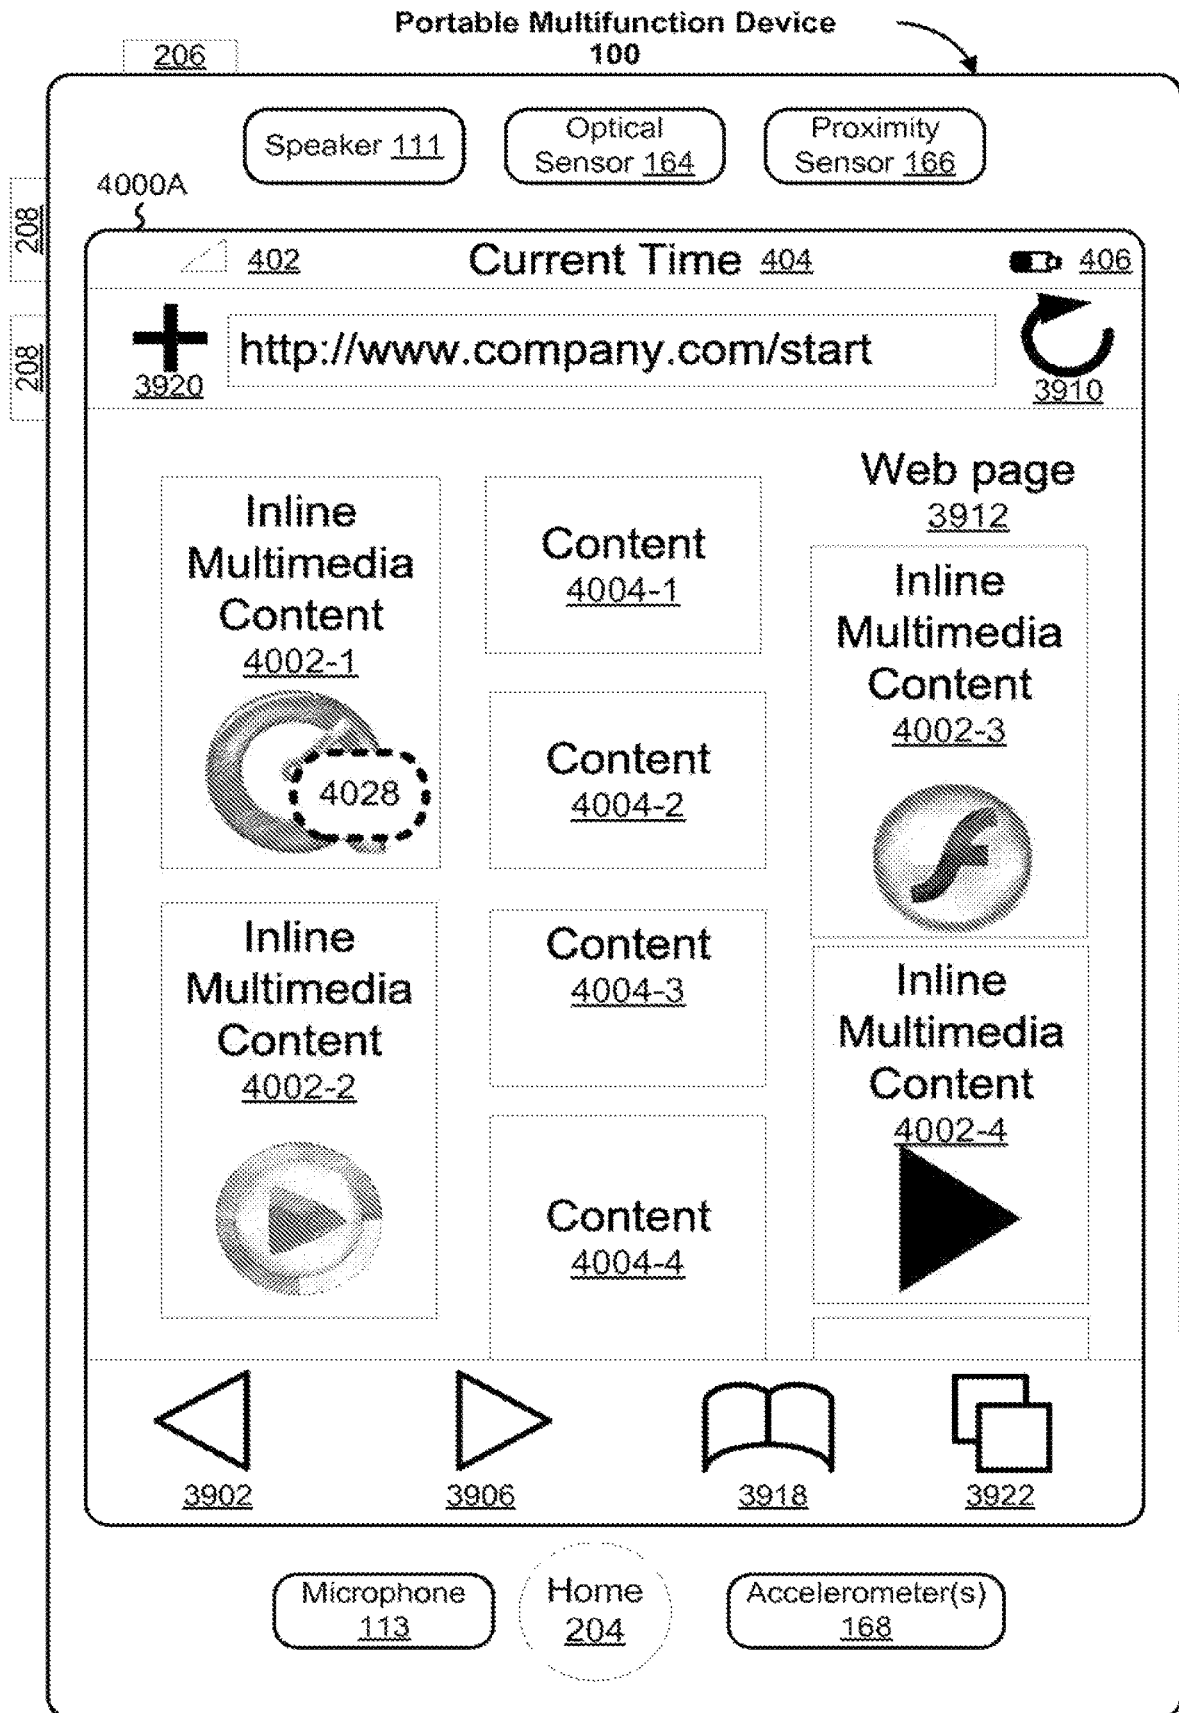 Portable Multifunction Device
100
206
Speaker 111
Optical
Sensor 164
Proximity
Sensor 166
208
4000A
402
Current Time 404
406
208
http://www.company.com/start
3920
3910
Web page
3912
Inline
Multimedia
Content
4002-1
4028
Content
4004-1
Inline
Multimedia
Content
4002-3
Content
4004-2
Inline
Multimedia
Content
4002-2
Content
4004-3
Inline
Multimedia
Content
4002-4
Content
4004-4
3902
3906
3918
3922
Microphone
113
Home
204
Accelerometer(s)
168